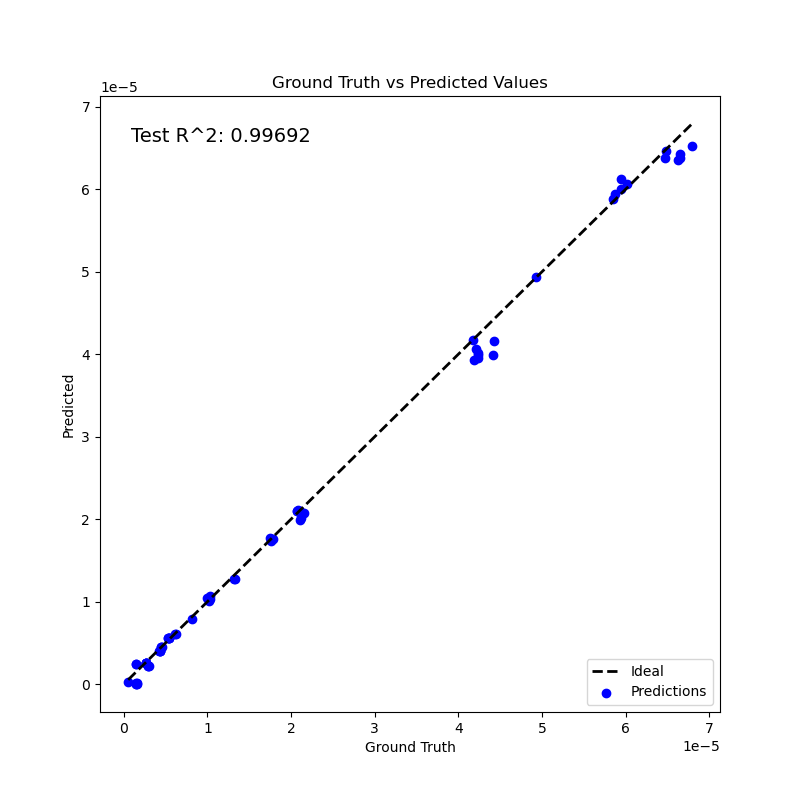 Ground Truth vs Predicted Values
1e−5
Test R^2: 0.99692
7
6
5
4
3
2
1
0
Predicted
Ideal
Predictions
0 1 2 3 4 5 6 7
Ground Truth
1e−5